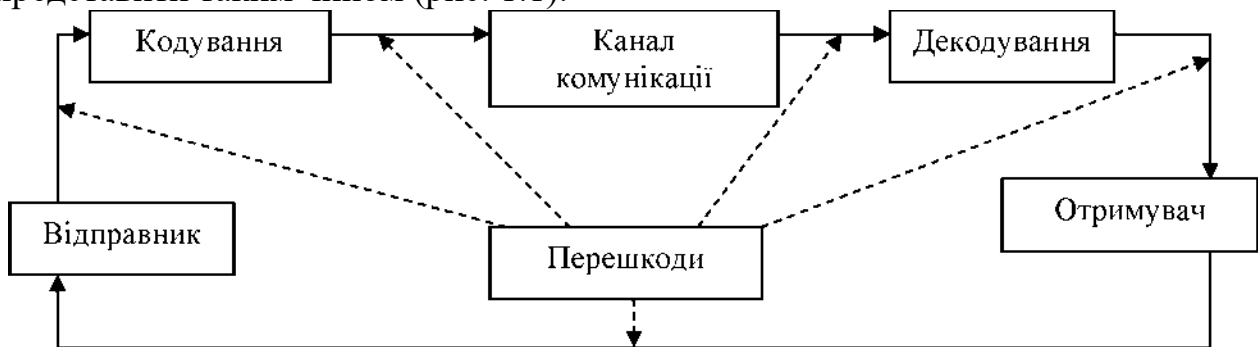 представити таким чином (рис. 1.1).
Кодування
Канал
комунікації
Декодування
Відправник
Перешкоди
Отримувач